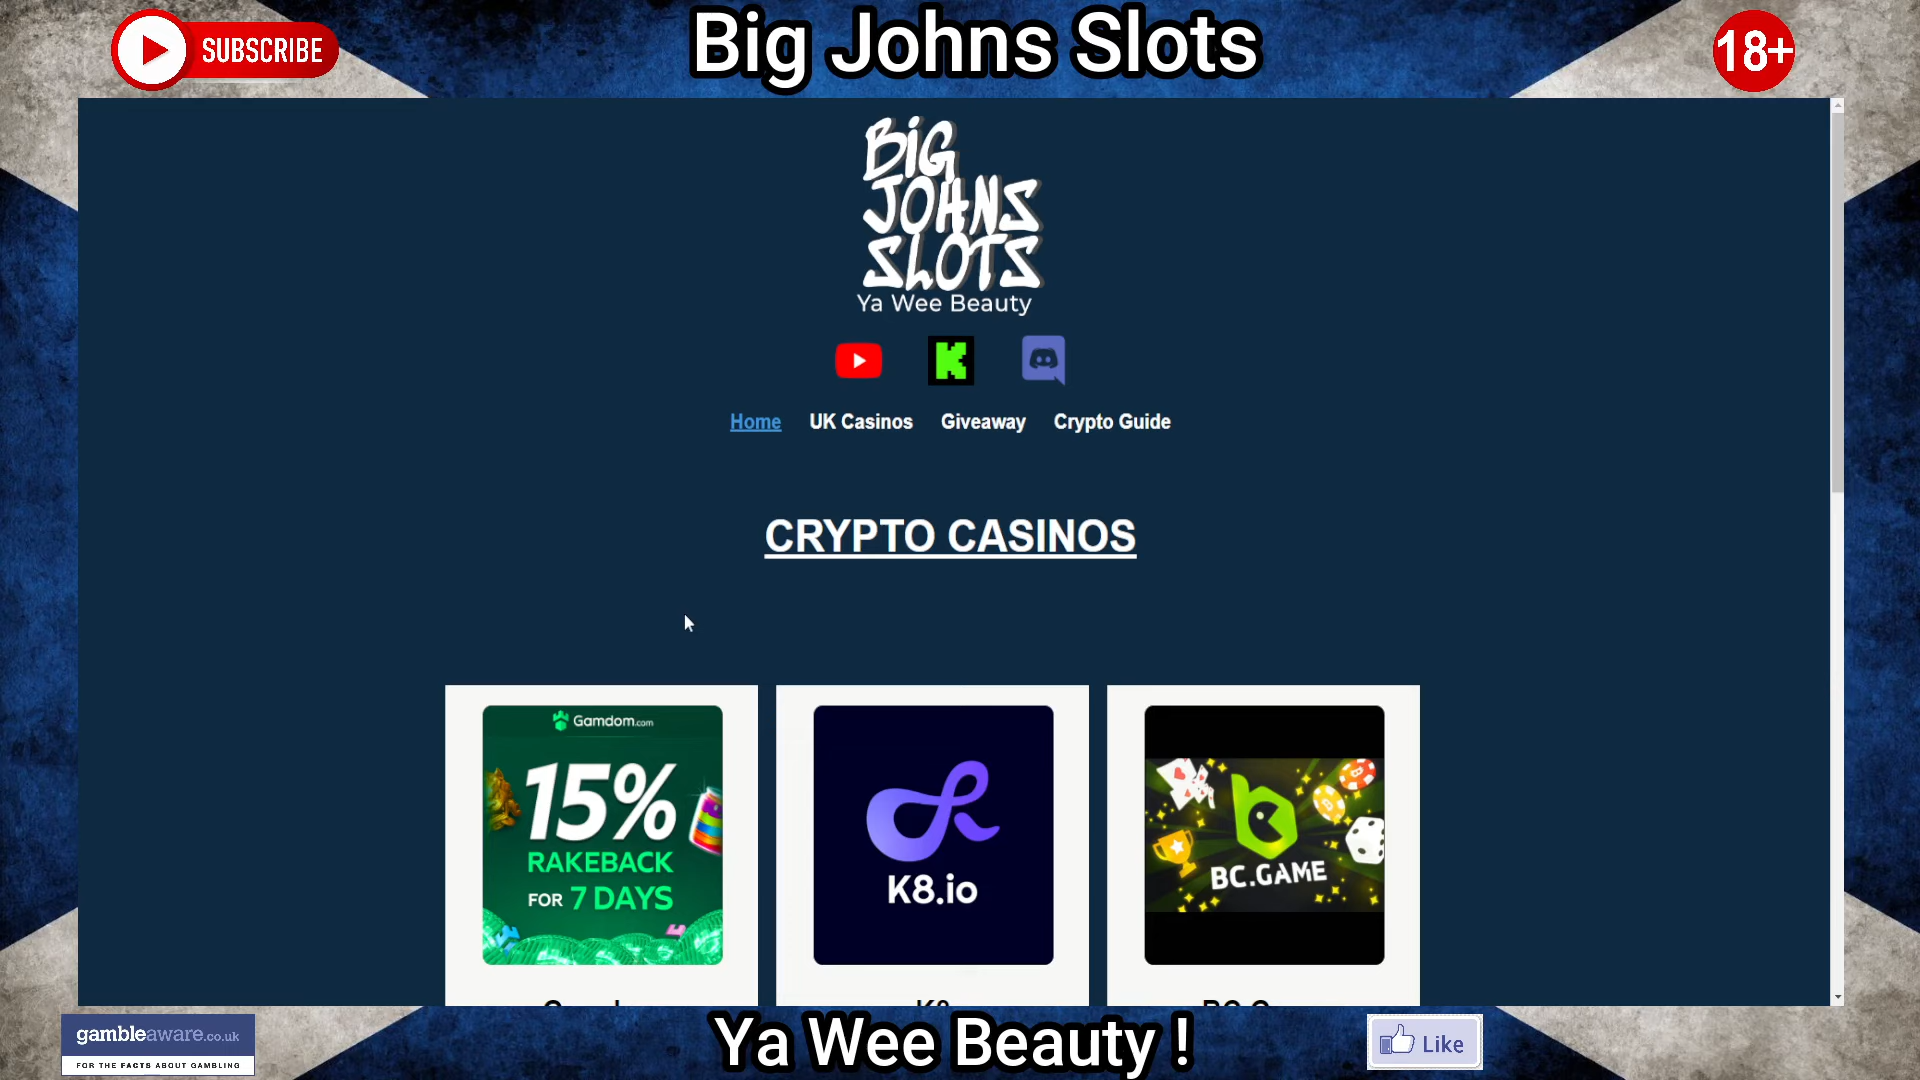 SUBSCRIBE
Big Johns Slots
18+
BiG
JOHNS
SLOTS
Ya Wee Beauty
Home UK Casinos Giveaway Crypto Guide
CRYPTO CASINOS
Gamdom.com
15%
RAKEBACK
FOR 7 DAYS
K8.io
BC.GAME
gambleaware.co.uk
FOR THE FACTS ABOUT GAMBLING
Ya Wee Beauty !
Like